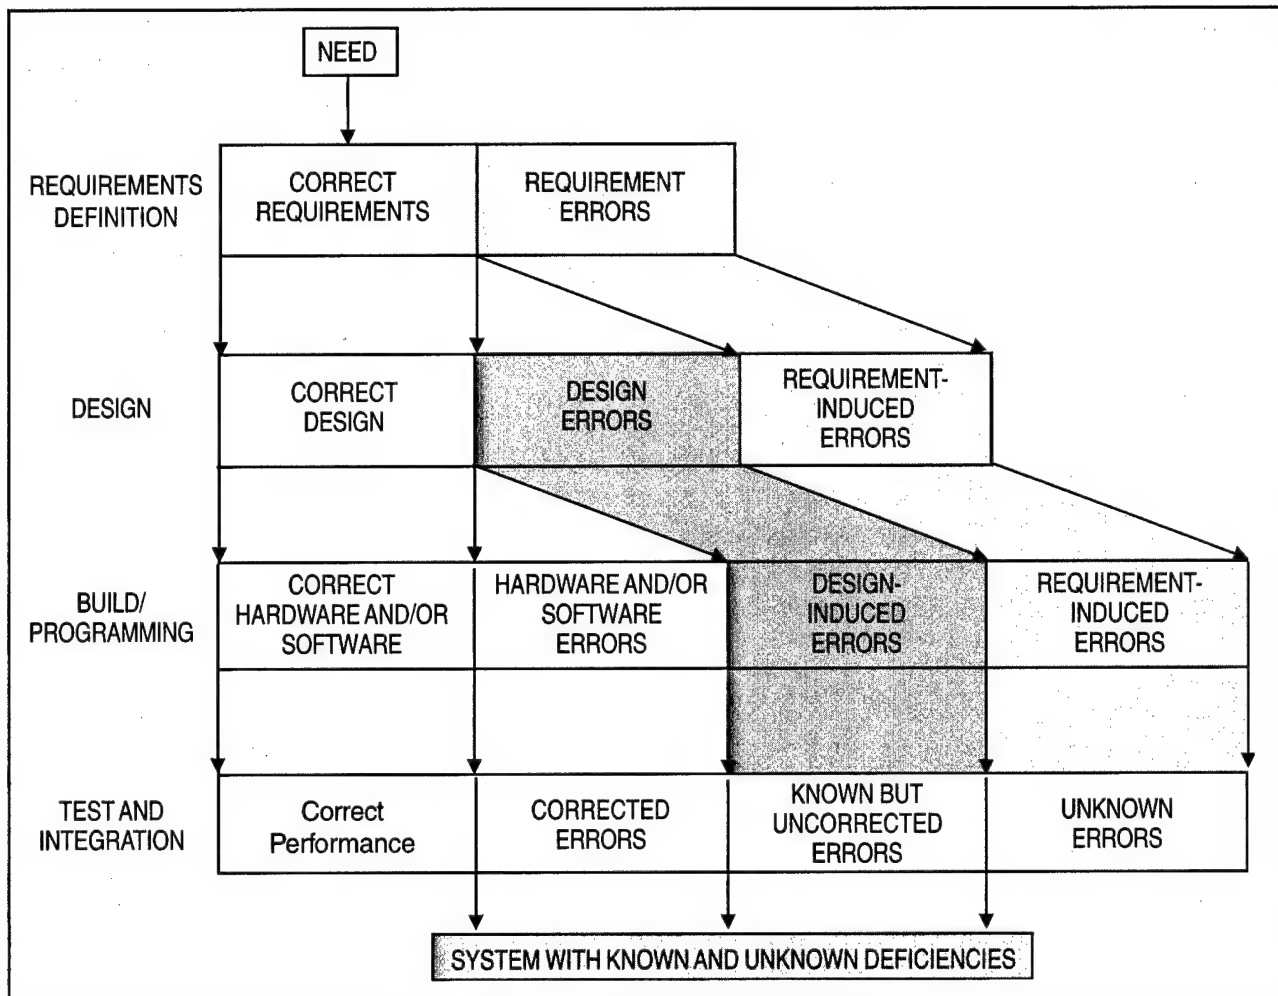 NEED
REQUIREMENTS
DEFINITION
CORRECT
REQUIREMENTS
REQUIREMENT
ERRORS
DESIGN
CORRECT
DESIGN
DESIGN
ERRORS
REQUIREMENT-
INDUCED
ERRORS
BUILD/
PROGRAMMING
CORRECT
HARDWARE AND/OR
SOFTWARE
HARDWARE AND/OR
SOFTWARE
ERRORS
DESIGN-
INDUCED
ERRORS
REQUIREMENT-
INDUCED
ERRORS
TEST AND
INTEGRATION
Correct
Performance
CORRECTED
ERRORS
KNOWN BUT
UNCORRECTED
ERRORS
UNKNOWN
ERRORS
SYSTEM WITH KNOWN AND UNKNOWN DEFICIENCIES